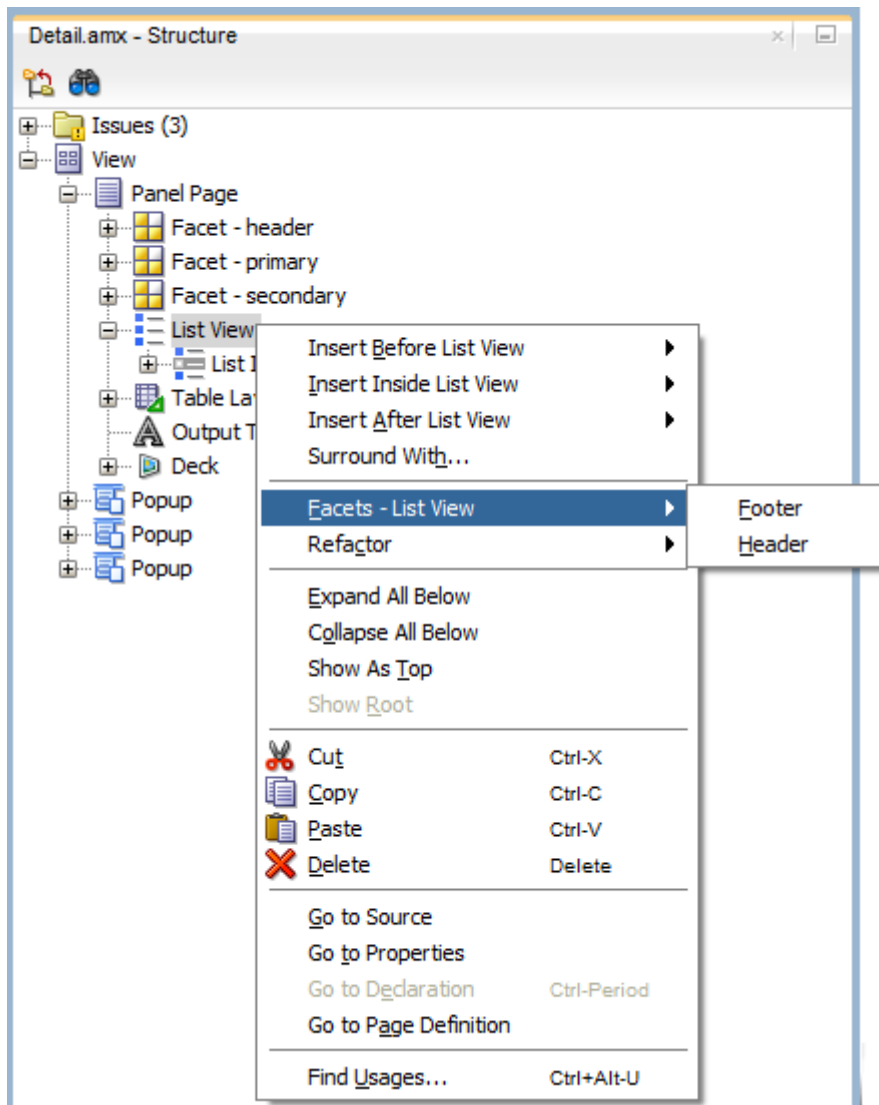 Detail.amx - Structure
Issues (3)
View
Panel Page
Facet - header
Facet - primary
Facet - secondary
List View
List I
Table La
Output T
Deck
Popup
Popup
Popup
Insert Before List View
Insert Inside List View
Insert After List View
Surround With...
Facets - List View
Refactor
Expand All Below
Collapse All Below
Show As Top
Show Root
Cut Ctrl-X
Copy Ctrl-C
Paste Ctrl-V
Delete Delete
Go to Source
Go to Properties
Go to Declaration Ctrl-Period
Go to Page Definition
Find Usages... Ctrl+Alt-U
Footer
Header